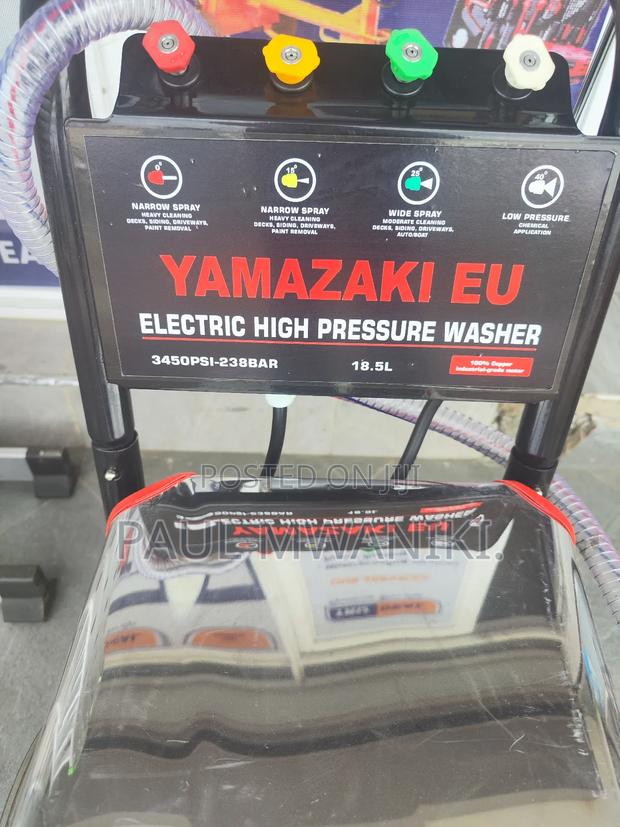 0°
NARROW SPRAY
HEAVY CLEANING
DECKS, SIDING, DRIVEWAYS,
PAINT REMOVAL
15°
NARROW SPRAY
HEAVY CLEANING
DECKS, SIDING, DRIVEWAYS,
PAINT REMOVAL
25°
WIDE SPRAY
MODERATE CLEANING
DECKS, SIDING, DRIVEWAYS,
AUTO/BOAT
40°
LOW PRESSURE
CHEMICAL
APPLICATION
YAMAZAKI EU
ELECTRIC HIGH PRESSURE WASHER
3450PSI-238BAR 18.5L
100% Copper
Industrial-grade motor
POSTED ON JIJI
PAUL MWANIKI.